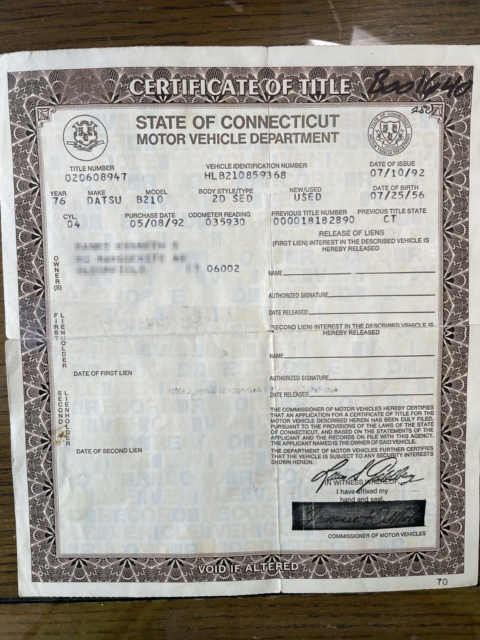 CERTIFICATE OF TITLE
STATE OF CONNECTICUT
MOTOR VEHICLE DEPARTMENT
TITLE NUMBER VEHICLE IDENTIFICATION NUMBER DATE OF ISSUE
020608947 HLB210859368 07/10/92
YEAR MAKE MODEL BODY STYLE/TYPE NEW/USED DATE OF BIRTH
76 DATSU B210 2D SED USED 07/25/56
CYL. PURCHASE DATE ODOMETER READING PREVIOUS TITLE NUMBER PREVIOUS TITLE STATE
04 05/08/92 035930 000018182890 CT
RELEASE OF LIENS
(FIRST LIEN) INTEREST IN THE DESCRIBED VEHICLE IS
HEREBY RELEASED
06002
OWNER(S)
NAME
AUTHORIZED SIGNATURE
DATE RELEASED
(SECOND LIEN) INTEREST IN THE DESCRIBED VEHICLE IS
HEREBY RELEASED
FIRST LIENHOLDER
NAME
DATE OF FIRST LIEN
AUTHORIZED SIGNATURE
DATE RELEASED
SECOND LIENHOLDER
THE COMMISSIONER OF MOTOR VEHICLES HEREBY CERTIFIES
THAT AN APPLICATION FOR A CERTIFICATE OF TITLE FOR THE
MOTOR VEHICLE DESCRIBED HEREIN HAS BEEN DULY FILED,
PURSUANT TO THE PROVISIONS OF THE LAWS OF THE STATE
OF CONNECTICUT, AND BASED ON THE STATEMENTS OF THE
APPLICANT AND THE RECORDS ON FILE WITH THIS AGENCY,
THE APPLICANT NAMED IS THE OWNER OF SAID VEHICLE.
DATE OF SECOND LIEN
THE DEPARTMENT OF MOTOR VEHICLES FURTHER CERTIFIES
THAT THE VEHICLE IS SUBJECT TO ANY SECURITY INTERESTS
SHOWN HEREIN.
IN WITNESS WHEREOF,
I have affixed my
hand and seal.
COMMISSIONER OF MOTOR VEHICLES
VOID IF ALTERED
70